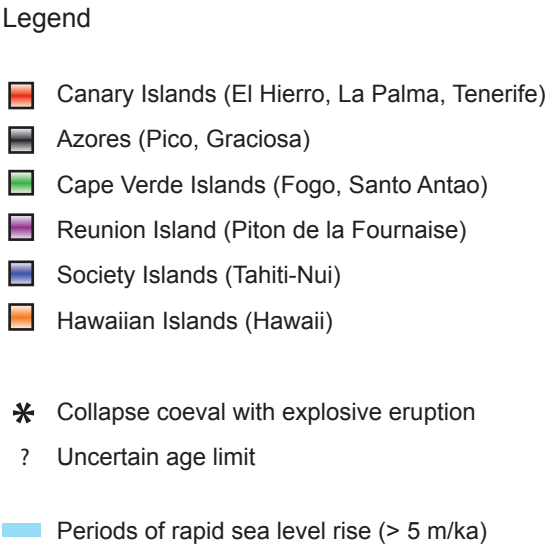 Legend
Canary Islands (El Hierro, La Palma, Tenerife)
Azores (Pico, Graciosa)
Cape Verde Islands (Fogo, Santo Antao)
Reunion Island (Piton de la Fournaise)
Society Islands (Tahiti-Nui)
Hawaiian Islands (Hawaii)
* Collapse coeval with explosive eruption
? Uncertain age limit
Periods of rapid sea level rise (> 5 m/ka)